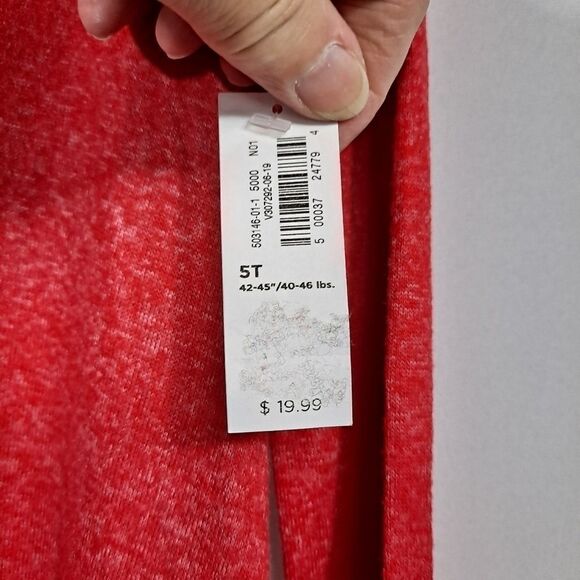 503146-01-1 5000 N01
V307292-06-19
5 00037 24779 4
5T
42-45"/40-46 lbs.
$ 19.99